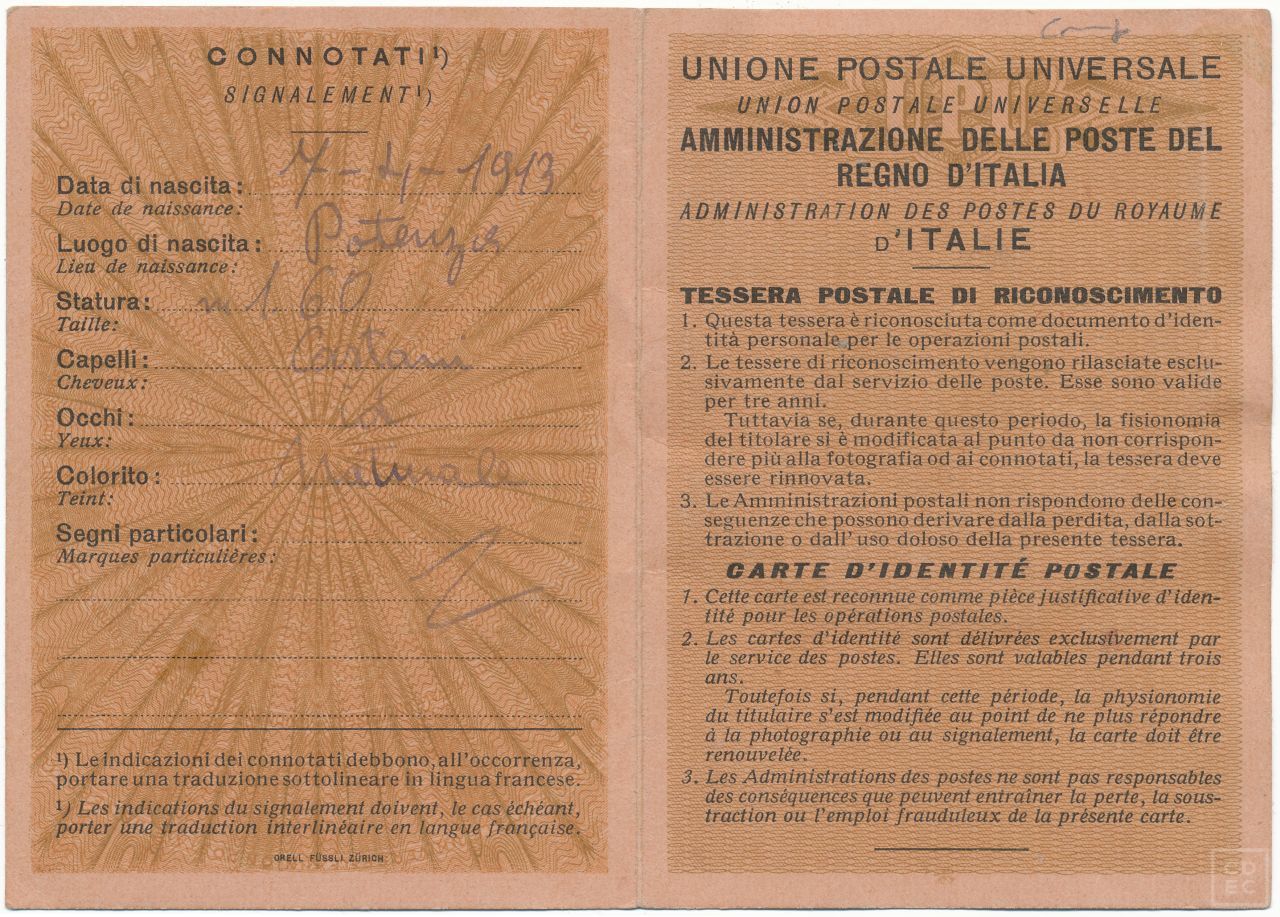 CONNOTATI¹)
SIGNALEMENT¹)
Data di nascita: 7-4-1913
Date de naissance:
Luogo di nascita: Potenza
Lieu de naissance:
Statura: m 1.60
Taille:
Capelli: Castani
Cheveux:
Occhi:
Yeux:
Colorito: Naturale
Teint:
Segni particolari:
Marques particulières:
¹) Le indicazioni dei connotati debbono, all'occorrenza,
portare una traduzione sottolineare in lingua francese.
¹) Les indications du signalement doivent, le cas échéant,
porter une traduction interlinéaire en langue française.
ORELL FÜSSLI ZÜRICH
UPU
UNIONE POSTALE UNIVERSALE
UNION POSTALE UNIVERSELLE
AMMINISTRAZIONE DELLE POSTE DEL
REGNO D'ITALIA
ADMINISTRATION DES POSTES DU ROYAUME
D'ITALIE
TESSERA POSTALE DI RICONOSCIMENTO
1. Questa tessera è riconosciuta come documento d'iden-
tità personale per le operazioni postali.
2. Le tessere di riconoscimento vengono rilasciate esclu-
sivamente dal servizio delle poste. Esse sono valide
per tre anni.
Tuttavia se, durante questo periodo, la fisionomia
del titolare si è modificata al punto da non corrispon-
dere più alla fotografia od ai connotati, la tessera deve
essere rinnovata.
3. Le Amministrazioni postali non rispondono delle con-
seguenze che possono derivare dalla perdita, dalla sot-
trazione o dall'uso doloso della presente tessera.
CARTE D'IDENTITÉ POSTALE
1. Cette carte est reconnue comme pièce justificative d'iden-
tité pour les opérations postales.
2. Les cartes d'identité sont délivrées exclusivement par
le service des postes. Elles sont valables pendant trois
ans.
Toutefois si, pendant cette période, la physionomie
du titulaire s'est modifiée au point de ne plus répondre
à la photographie ou au signalement, la carte doit être
renouvelée.
3. Les Administrations des postes ne sont pas responsables
des conséquences que peuvent entraîner la perte, la sous-
traction ou l'emploi frauduleux de la présente carte.
CD
EC